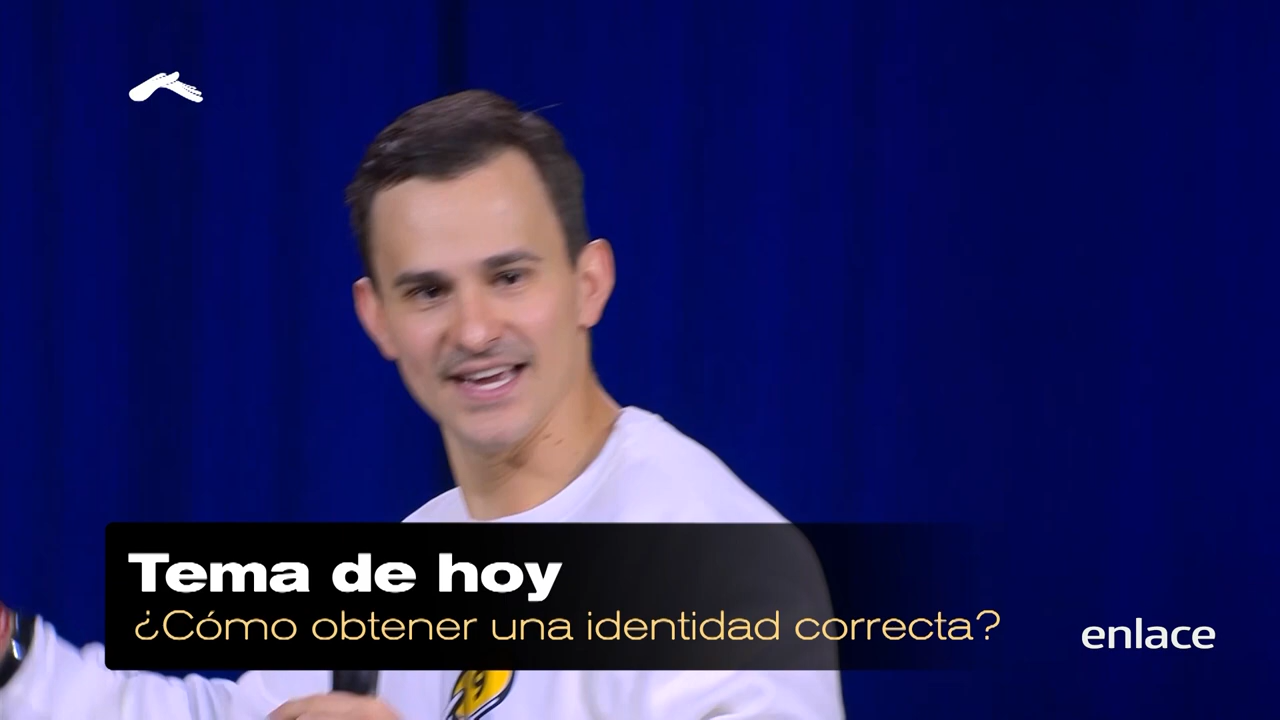 Tema de hoy
¿Cómo obtener una identidad correcta?
enlace